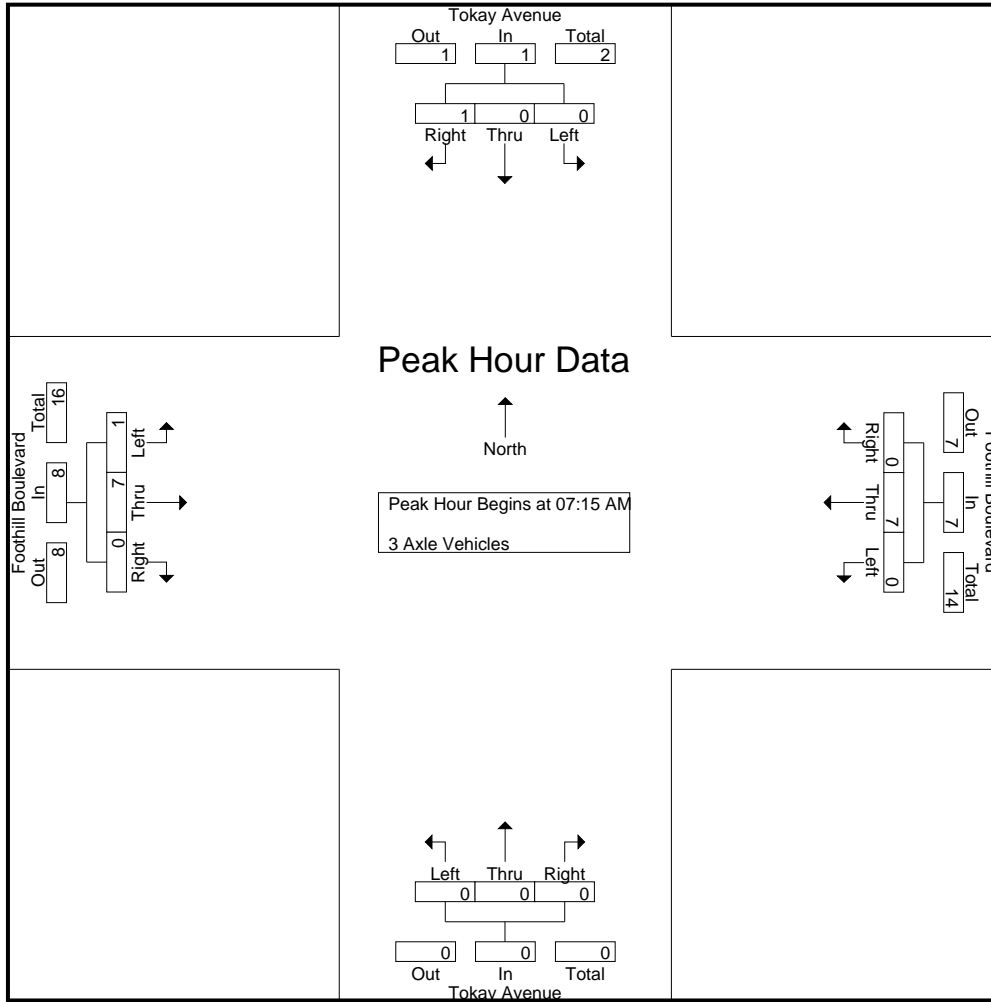 Tokay Avenue
Out In Total
1 1 2
1 0 0
Right Thru Left
Peak Hour Data
North
Peak Hour Begins at 07:15 AM
3 Axle Vehicles
Foothill Boulevard
Out In Total
8 8 16
Left Thru Right
1 7 0
Foothill Boulevard
Out In Total
7 7 14
Right Thru Left
0 7 0
Left Thru Right
0 0 0
0 0 0
Out In Total
Tokay Avenue